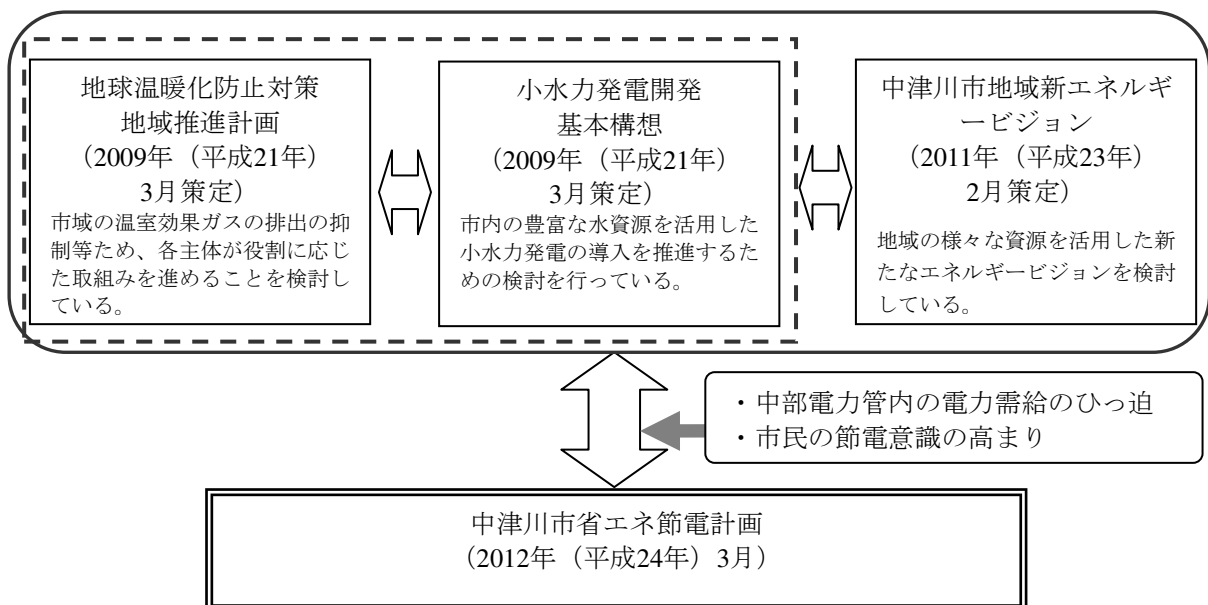 地球温暖化防止対策
地域推進計画
（2009年（平成21年）
3月策定）
市域の温室効果ガスの排出の抑
制等ため、各主体が役割に応じ
た取組みを進めることを検討し
ている。
小水力発電開発
基本構想
（2009年（平成21年）
3月策定）
市内の豊富な水資源を活用した
小水力発電の導入を推進するた
めの検討を行っている。
中津川市地域新エネルギ
ービジョン
（2011年（平成23年）
2月策定）
地域の様々な資源を活用した新
たなエネルギービジョンを検討
している。
・中部電力管内の電力需給のひっ迫
・市民の節電意識の高まり
中津川市省エネ節電計画
（2012年（平成24年）3月）